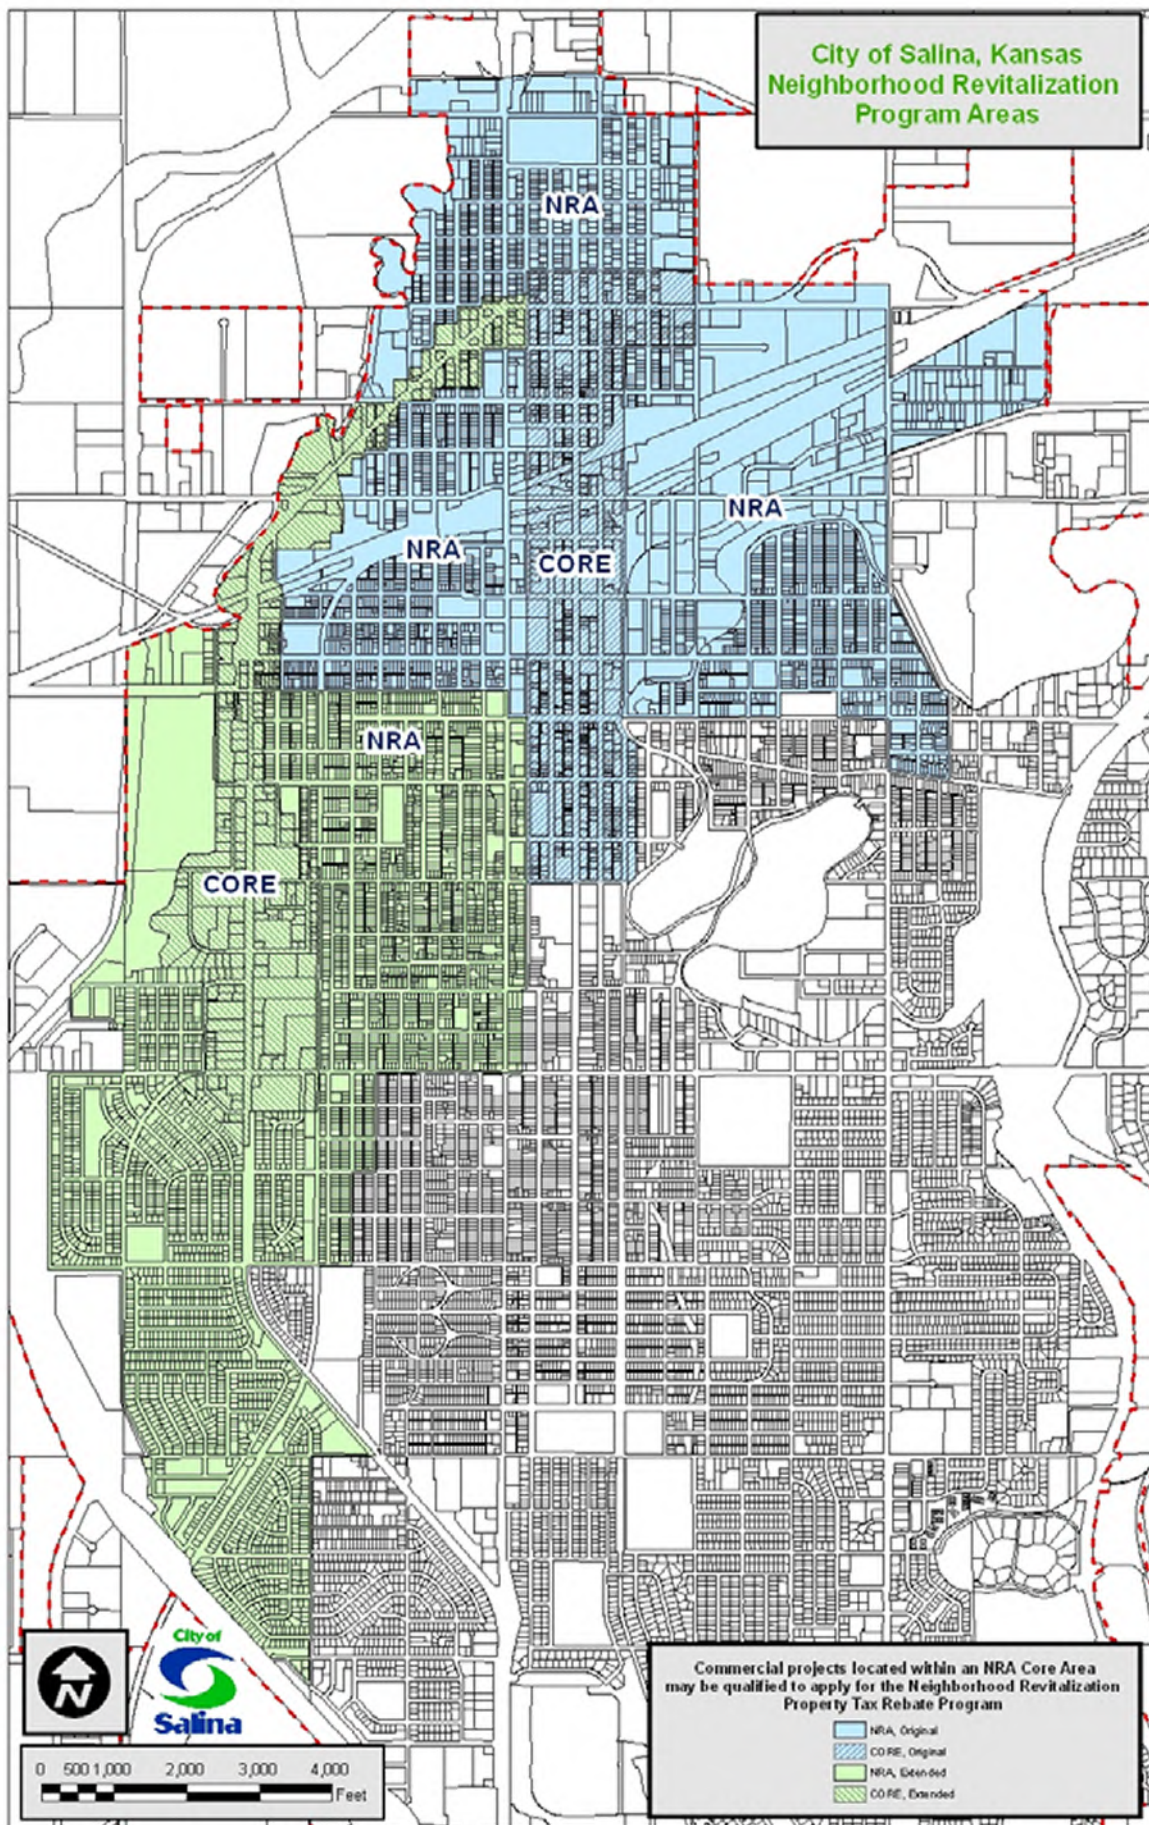 City of Salina, Kansas
Neighborhood Revitalization
Program Areas
NRA
NRA
NRA
CORE
NRA
CORE
City of
Salina
N
0 500 1,000 2,000 3,000 4,000
Feet
Commercial projects located within an NRA Core Area
may be qualified to apply for the Neighborhood Revitalization
Property Tax Rebate Program
NRA, Original
CORE, Original
NRA, Extended
CORE, Extended